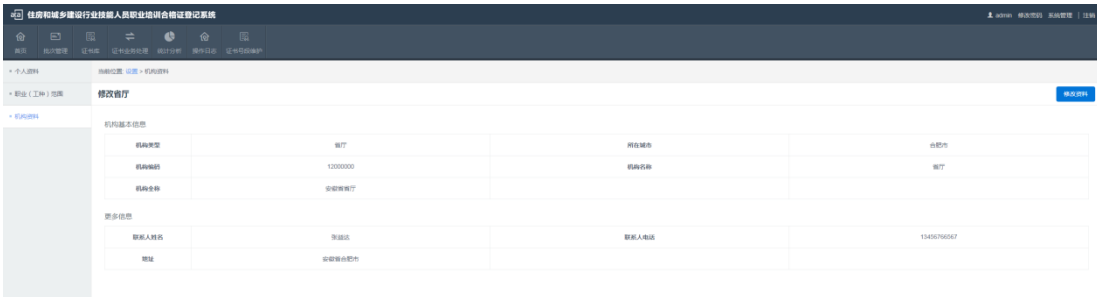 住房和城乡建设行业技能人员职业培训合格证登记系统
admin 修改密码 系统管理 | 注销
首页 批次管理 证书库 证书业务处理 统计分析 操作日志 证书号段维护
个人资料
当前位置: 设置 > 机构资料
职业（工种）范围
修改省厅
修改资料
机构资料
机构基本信息
机构类型 省厅 所在城市 合肥市
机构编码 12000000 机构名称 省厅
机构全称 安徽省省厅
更多信息
联系人姓名 联系人电话 13456766567
地址 安徽省合肥市